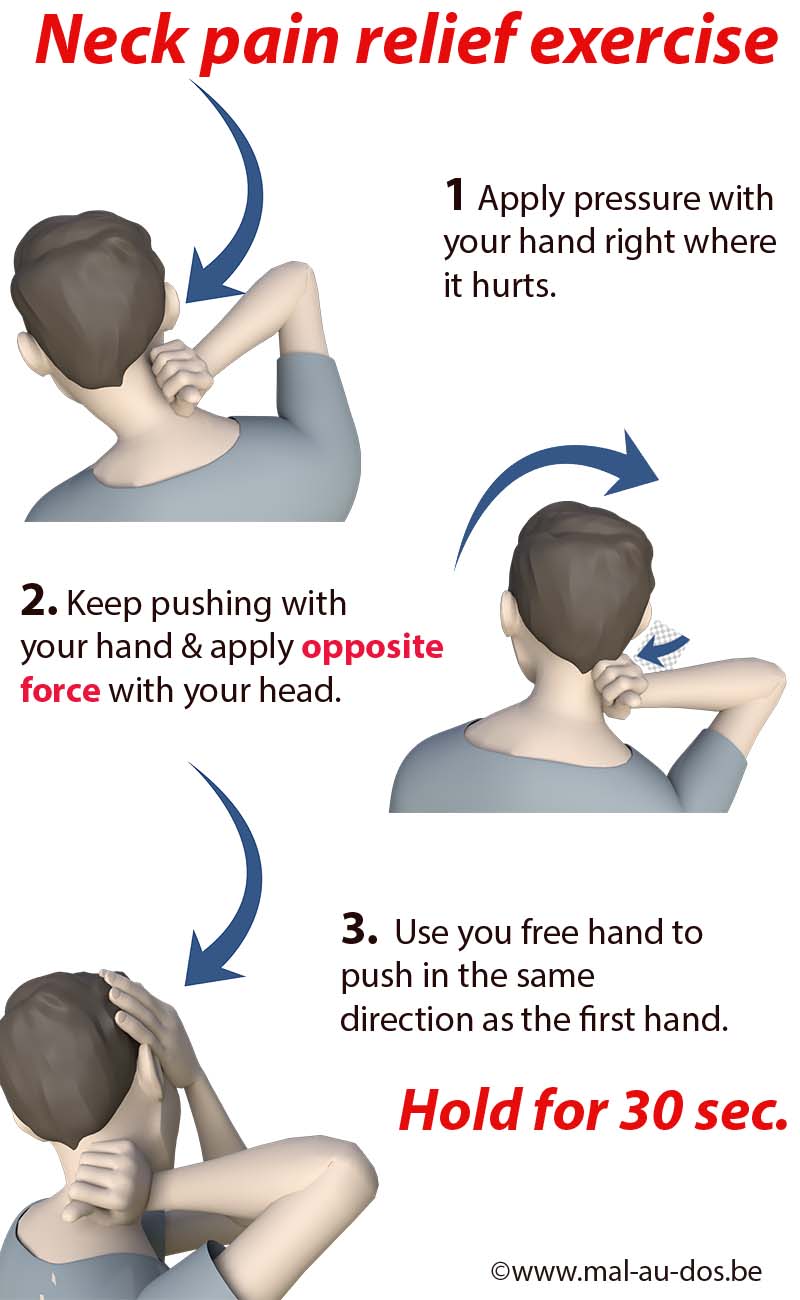 Neck pain relief exercise
1 Apply pressure with
your hand right where
it hurts.
2. Keep pushing with
your hand & apply opposite
force with your head.
3. Use you free hand to
push in the same
direction as the first hand.
Hold for 30 sec.
©www.mal-au-dos.be